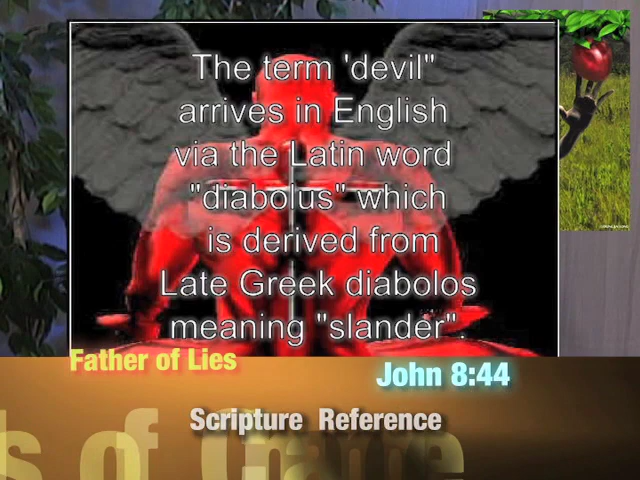 The term 'devil"
arrives in English
via the Latin word
"diabolus" which
is derived from
Late Greek diabolos
meaning "slander".
Father of Lies
John 8:44
Scripture Reference
s of